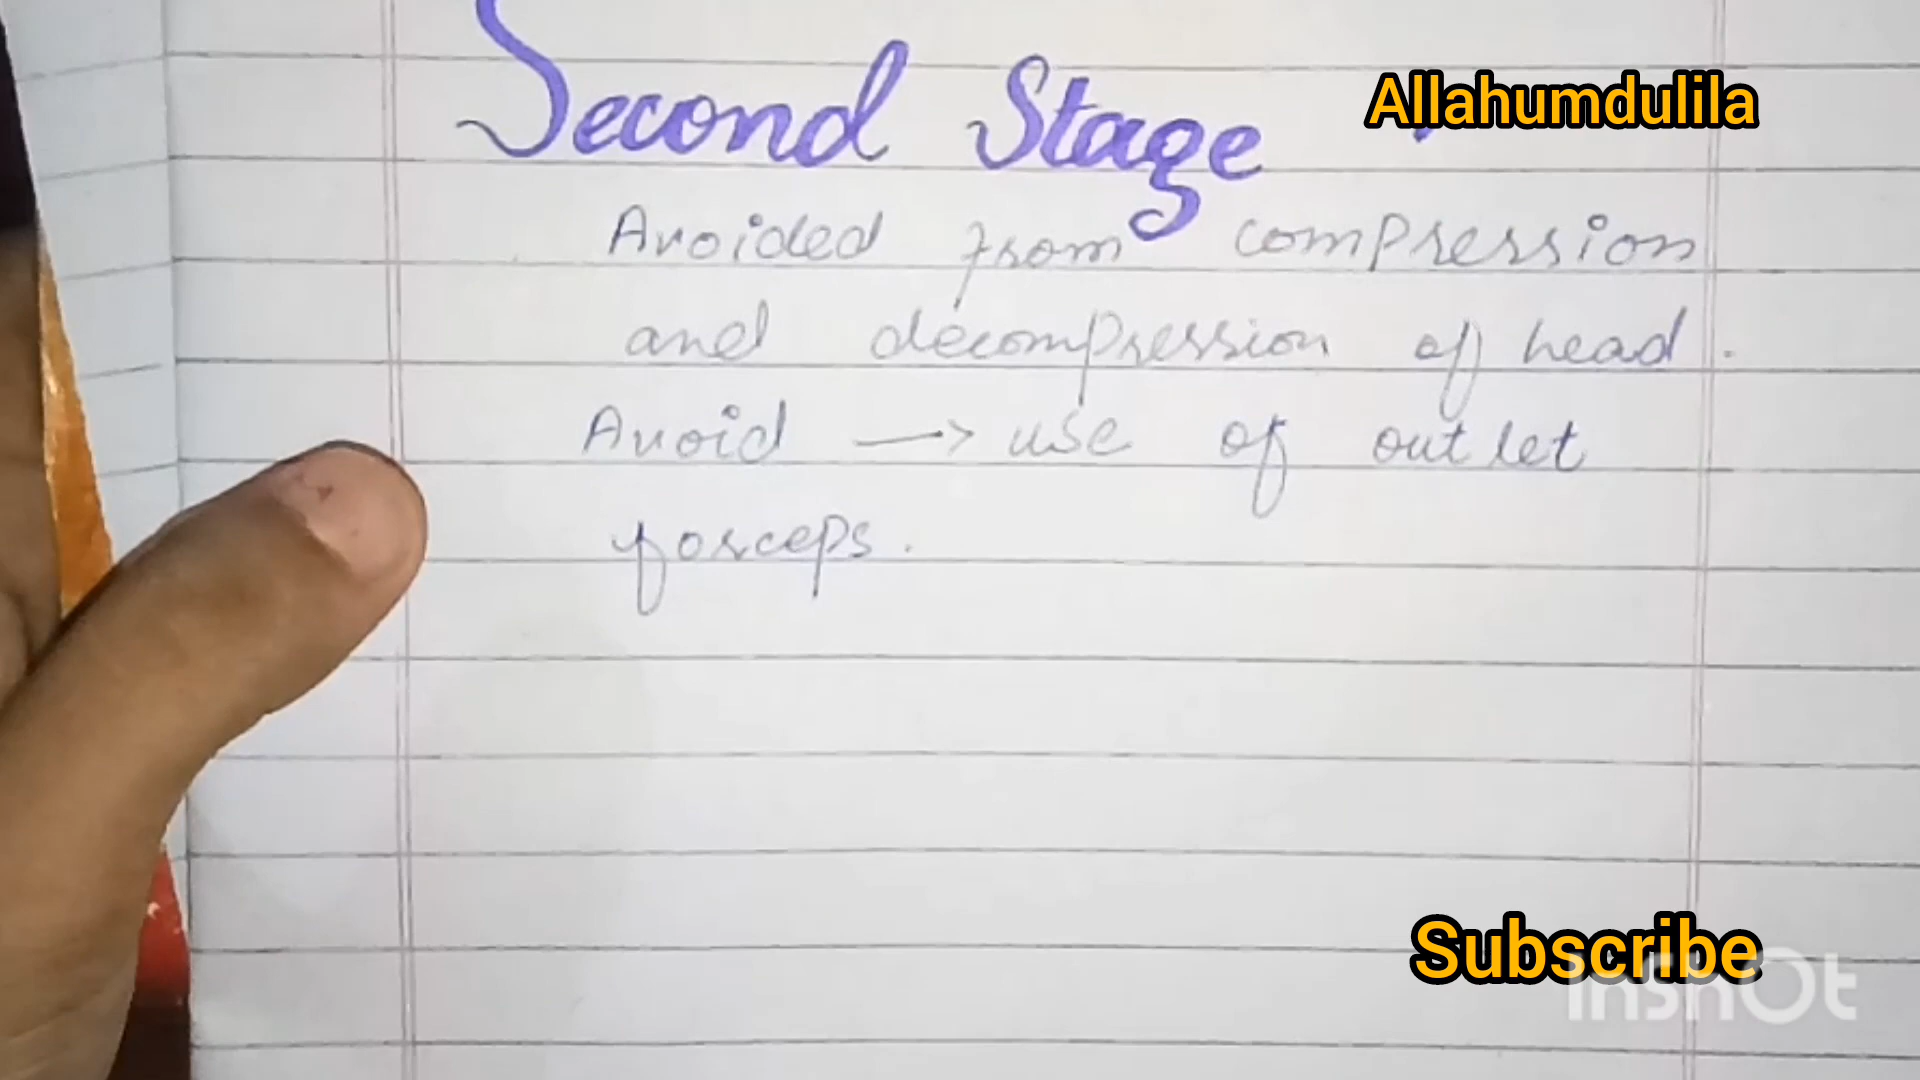 Second Stage
Allahumdulila
Avoided from compression
and decompression of head.
Avoid → use of outlet
forceps.
Subscribe
InShOt